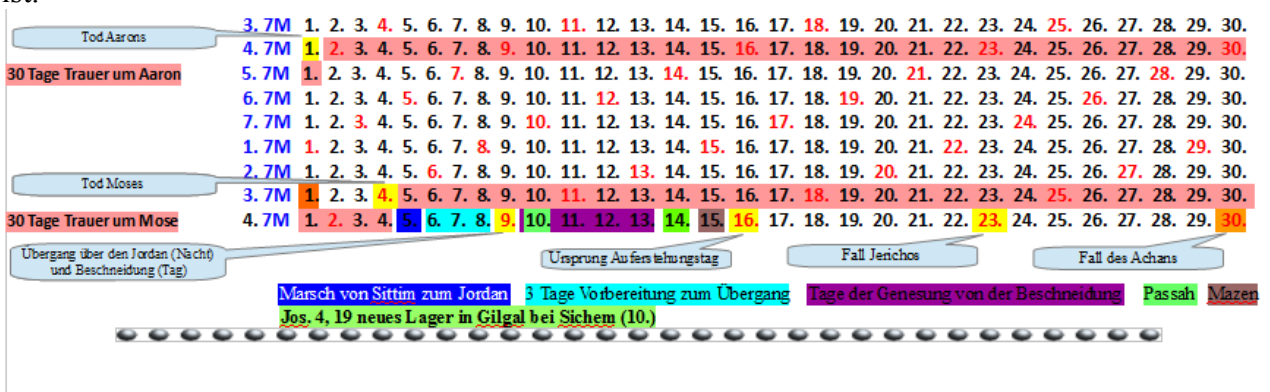 ist.
3. 7M 1. 2. 3. 4. 5. 6. 7. 8. 9. 10. 11. 12. 13. 14. 15. 16. 17. 18. 19. 20. 21. 22. 23. 24. 25. 26. 27. 28. 29. 30.
Tod Aarons
4. 7M 1. 2. 3. 4. 5. 6. 7. 8. 9. 10. 11. 12. 13. 14. 15. 16. 17. 18. 19. 20. 21. 22. 23. 24. 25. 26. 27. 28. 29. 30.
30 Tage Trauer um Aaron 5. 7M 1. 2. 3. 4. 5. 6. 7. 8. 9. 10. 11. 12. 13. 14. 15. 16. 17. 18. 19. 20. 21. 22. 23. 24. 25. 26. 27. 28. 29. 30.
6. 7M 1. 2. 3. 4. 5. 6. 7. 8. 9. 10. 11. 12. 13. 14. 15. 16. 17. 18. 19. 20. 21. 22. 23. 24. 25. 26. 27. 28. 29. 30.
7. 7M 1. 2. 3. 4. 5. 6. 7. 8. 9. 10. 11. 12. 13. 14. 15. 16. 17. 18. 19. 20. 21. 22. 23. 24. 25. 26. 27. 28. 29. 30.
1. 7M 1. 2. 3. 4. 5. 6. 7. 8. 9. 10. 11. 12. 13. 14. 15. 16. 17. 18. 19. 20. 21. 22. 23. 24. 25. 26. 27. 28. 29. 30.
2. 7M 1. 2. 3. 4. 5. 6. 7. 8. 9. 10. 11. 12. 13. 14. 15. 16. 17. 18. 19. 20. 21. 22. 23. 24. 25. 26. 27. 28. 29. 30.
Tod Moses
3. 7M 1. 2. 3. 4. 5. 6. 7. 8. 9. 10. 11. 12. 13. 14. 15. 16. 17. 18. 19. 20. 21. 22. 23. 24. 25. 26. 27. 28. 29. 30.
30 Tage Trauer um Mose 4. 7M 1. 2. 3. 4. 5. 6. 7. 8. 9. 10. 11. 12. 13. 14. 15. 16. 17. 18. 19. 20. 21. 22. 23. 24. 25. 26. 27. 28. 29. 30.
Übergang über den Jordan (Nacht)
und Beschneidung (Tag)
Ursprung Auferstehungstag
Fall Jerichos
Fall des Achans
Marsch von Sittim zum Jordan 3 Tage Vorbereitung zum Übergang Tage der Genesung von der Beschneidung Passah Mazen
Jos. 4, 19 neues Lager in Gilgal bei Sichem (10.)